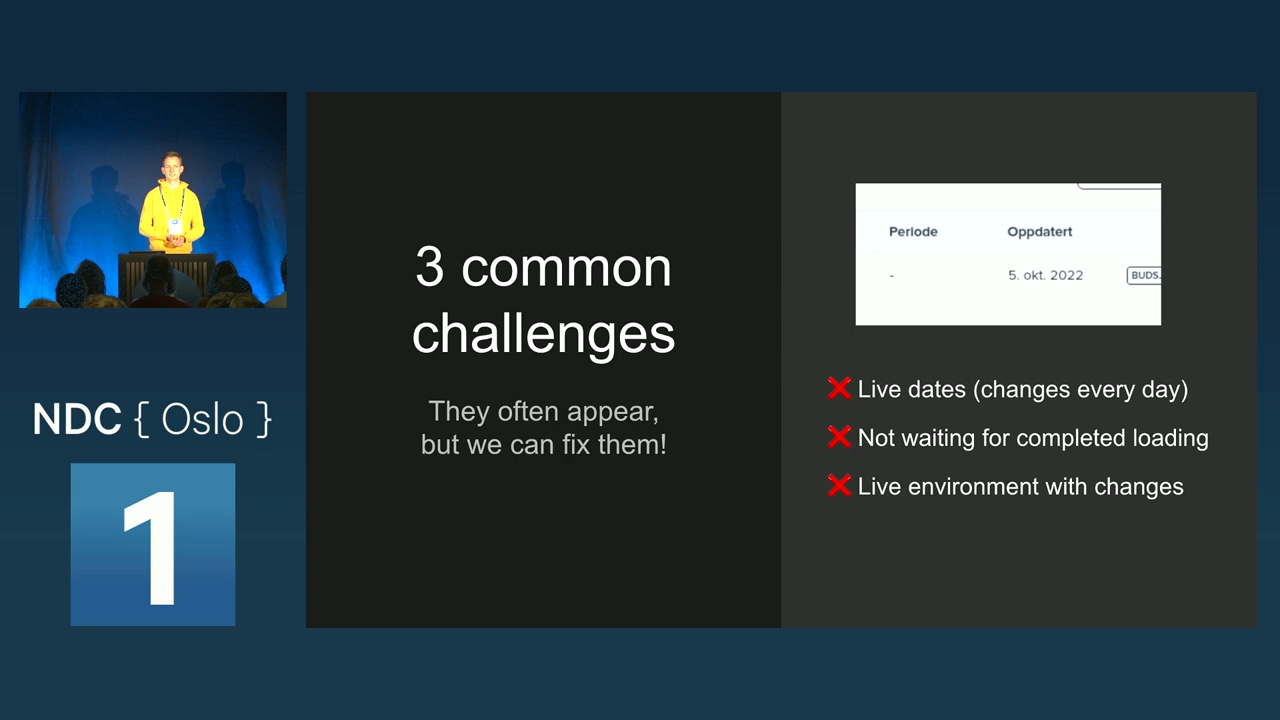 NDC { Oslo }
1
3 common
challenges
They often appear,
but we can fix them!
Periode Oppdatert
- 5. okt. 2022 BUDS.
Live dates (changes every day)
Not waiting for completed loading
Live environment with changes